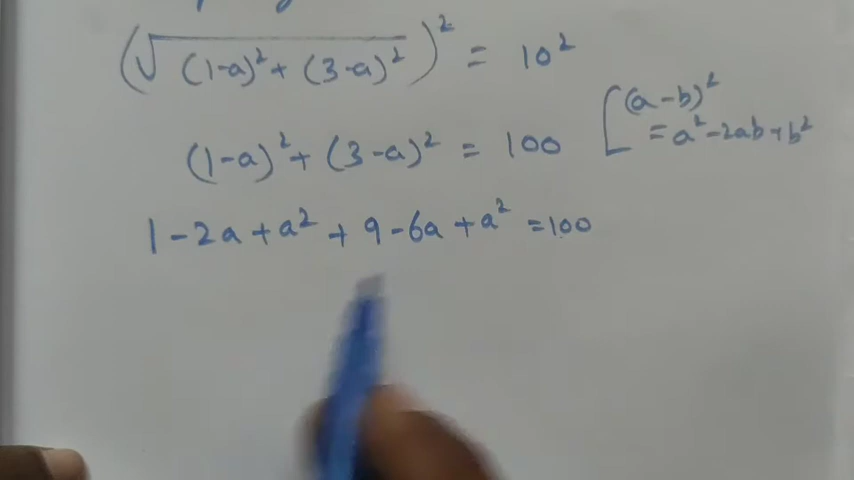 (√(1-a)² + (3-a)²)² = 10²
(1-a)² + (3-a)² = 100
[(a-b)²
= a²-2ab+b²
1 - 2a + a² + 9 - 6a + a² = 100